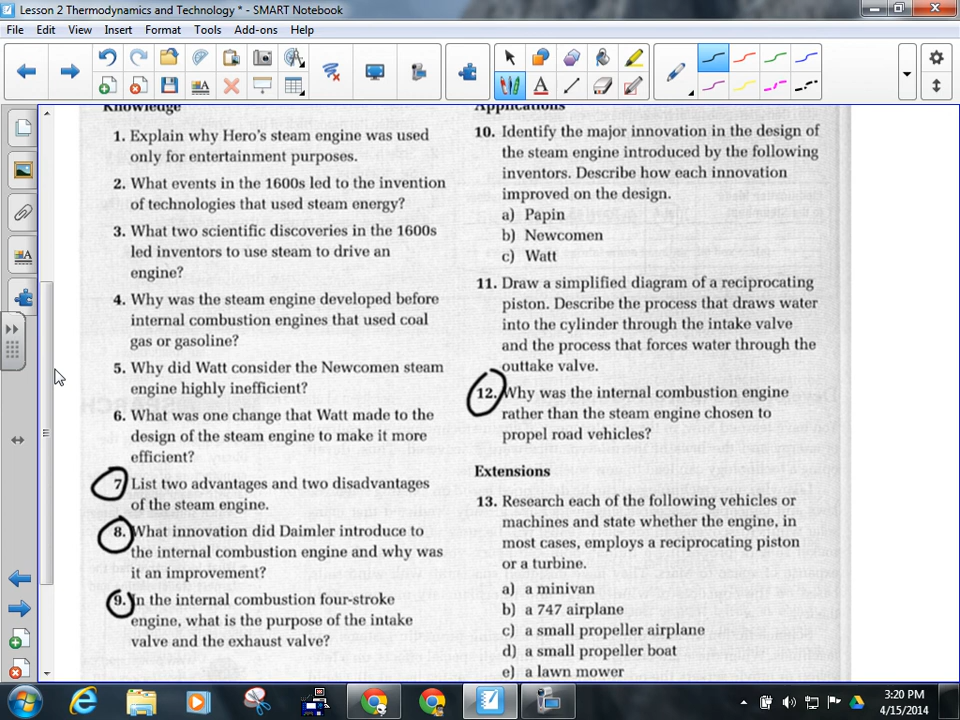 Lesson 2 Thermodynamics and Technology * - SMART Notebook
File Edit View Insert Format Tools Add-ons Help
Knowledge
1. Explain why Hero's steam engine was used
only for entertainment purposes.
2. What events in the 1600s led to the invention
of technologies that used steam energy?
3. What two scientific discoveries in the 1600s
led inventors to use steam to drive an
engine?
4. Why was the steam engine developed before
internal combustion engines that used coal
gas or gasoline?
5. Why did Watt consider the Newcomen steam
engine highly inefficient?
6. What was one change that Watt made to the
design of the steam engine to make it more
efficient?
7 List two advantages and two disadvantages
of the steam engine.
8. What innovation did Daimler introduce to
the internal combustion engine and why was
it an improvement?
9. In the internal combustion four-stroke
engine, what is the purpose of the intake
valve and the exhaust valve?
Applications
10. Identify the major innovation in the design of
the steam engine introduced by the following
inventors. Describe how each innovation
improved on the design.
a) Papin
b) Newcomen
c) Watt
11. Draw a simplified diagram of a reciprocating
piston. Describe the process that draws water
into the cylinder through the intake valve
and the process that forces water through the
outtake valve.
12. Why was the internal combustion engine
rather than the steam engine chosen to
propel road vehicles?
Extensions
13. Research each of the following vehicles or
machines and state whether the engine, in
most cases, employs a reciprocating piston
or a turbine.
a) a minivan
b) a 747 airplane
c) a small propeller airplane
d) a small propeller boat
e) a lawn mower
3:20 PM
4/15/2014